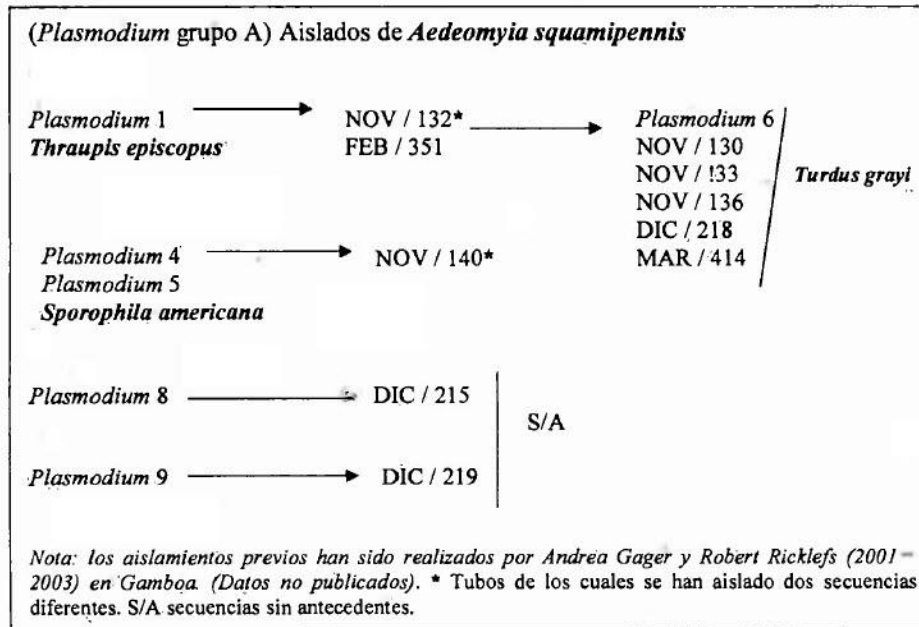 (Plasmodium grupo A) Aislados de Aedeomyia squamipennis
Plasmodium 1 NOV / 132* Plasmodium 6
Thraupis episcopus FEB / 351 NOV / 130
NOV / !33 Turdus grayi
NOV / 136
DIC / 218
Plasmodium 4 NOV / 140* MAR / 414
Plasmodium 5
Sporophila americana
Plasmodium 8 DIC / 215
S/A
Plasmodium 9 DIC / 219
Nota: los aislamientos previos han sido realizados por Andrea Gager y Robert Ricklefs (2001 –
2003) en Gamboa. (Datos no publicados). * Tubos de los cuales se han aislado dos secuencias
diferentes. S/A secuencias sin antecedentes.